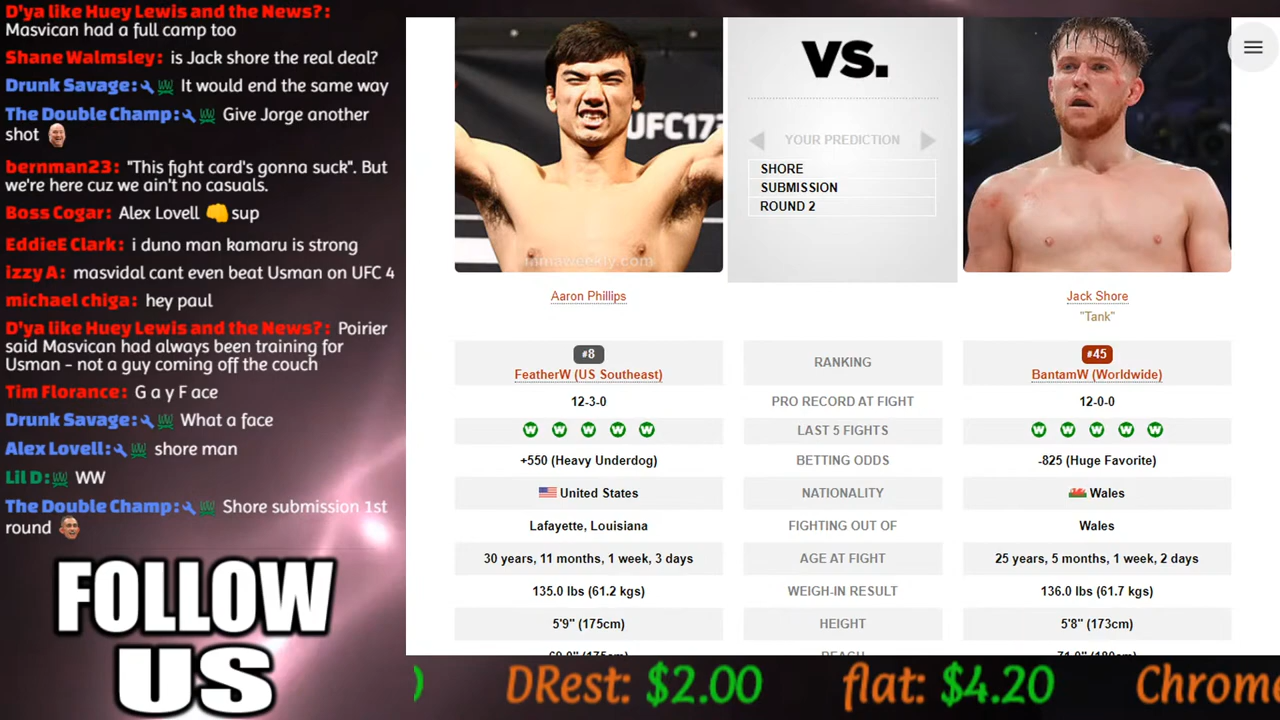 D'ya like Huey Lewis and the News?:
Masvican had a full camp too
Shane Walmsley: is Jack shore the real deal?
Drunk Savage: It would end the same way
The Double Champ: Give Jorge another
shot
bernman23: "This fight card's gonna suck". But
we're here cuz we ain't no casuals.
Boss Cogar: Alex Lovell sup
EddieE Clark: i duno man kamaru is strong
izzy A: masvidal cant even beat Usman on UFC 4
michael chiga: hey paul
D'ya like Huey Lewis and the News?: Poirier
said Masvican had always been training for
Usman - not a guy coming off the couch
Tim Florance: G a y F ace
Drunk Savage: What a face
Alex Lovell: shore man
Lil D: WW
The Double Champ: Shore submission 1st
round
FOLLOW
US
UFC173
mmaweekly.com
VS.
YOUR PREDICTION
SHORE
SUBMISSION
ROUND 2
Aaron Phillips
Jack Shore
"Tank"
#8
FeatherW (US Southeast)
RANKING
#45
BantamW (Worldwide)
12-3-0
PRO RECORD AT FIGHT
12-0-0
W W W W W
LAST 5 FIGHTS
W W W W W
+550 (Heavy Underdog)
BETTING ODDS
-825 (Huge Favorite)
United States
NATIONALITY
Wales
Lafayette, Louisiana
FIGHTING OUT OF
Wales
30 years, 11 months, 1 week, 3 days
AGE AT FIGHT
25 years, 5 months, 1 week, 2 days
135.0 lbs (61.2 kgs)
WEIGH-IN RESULT
136.0 lbs (61.7 kgs)
5'9" (175cm)
HEIGHT
5'8" (173cm)
REACH
DRest: $2.00 flat: $4.20 Chrome